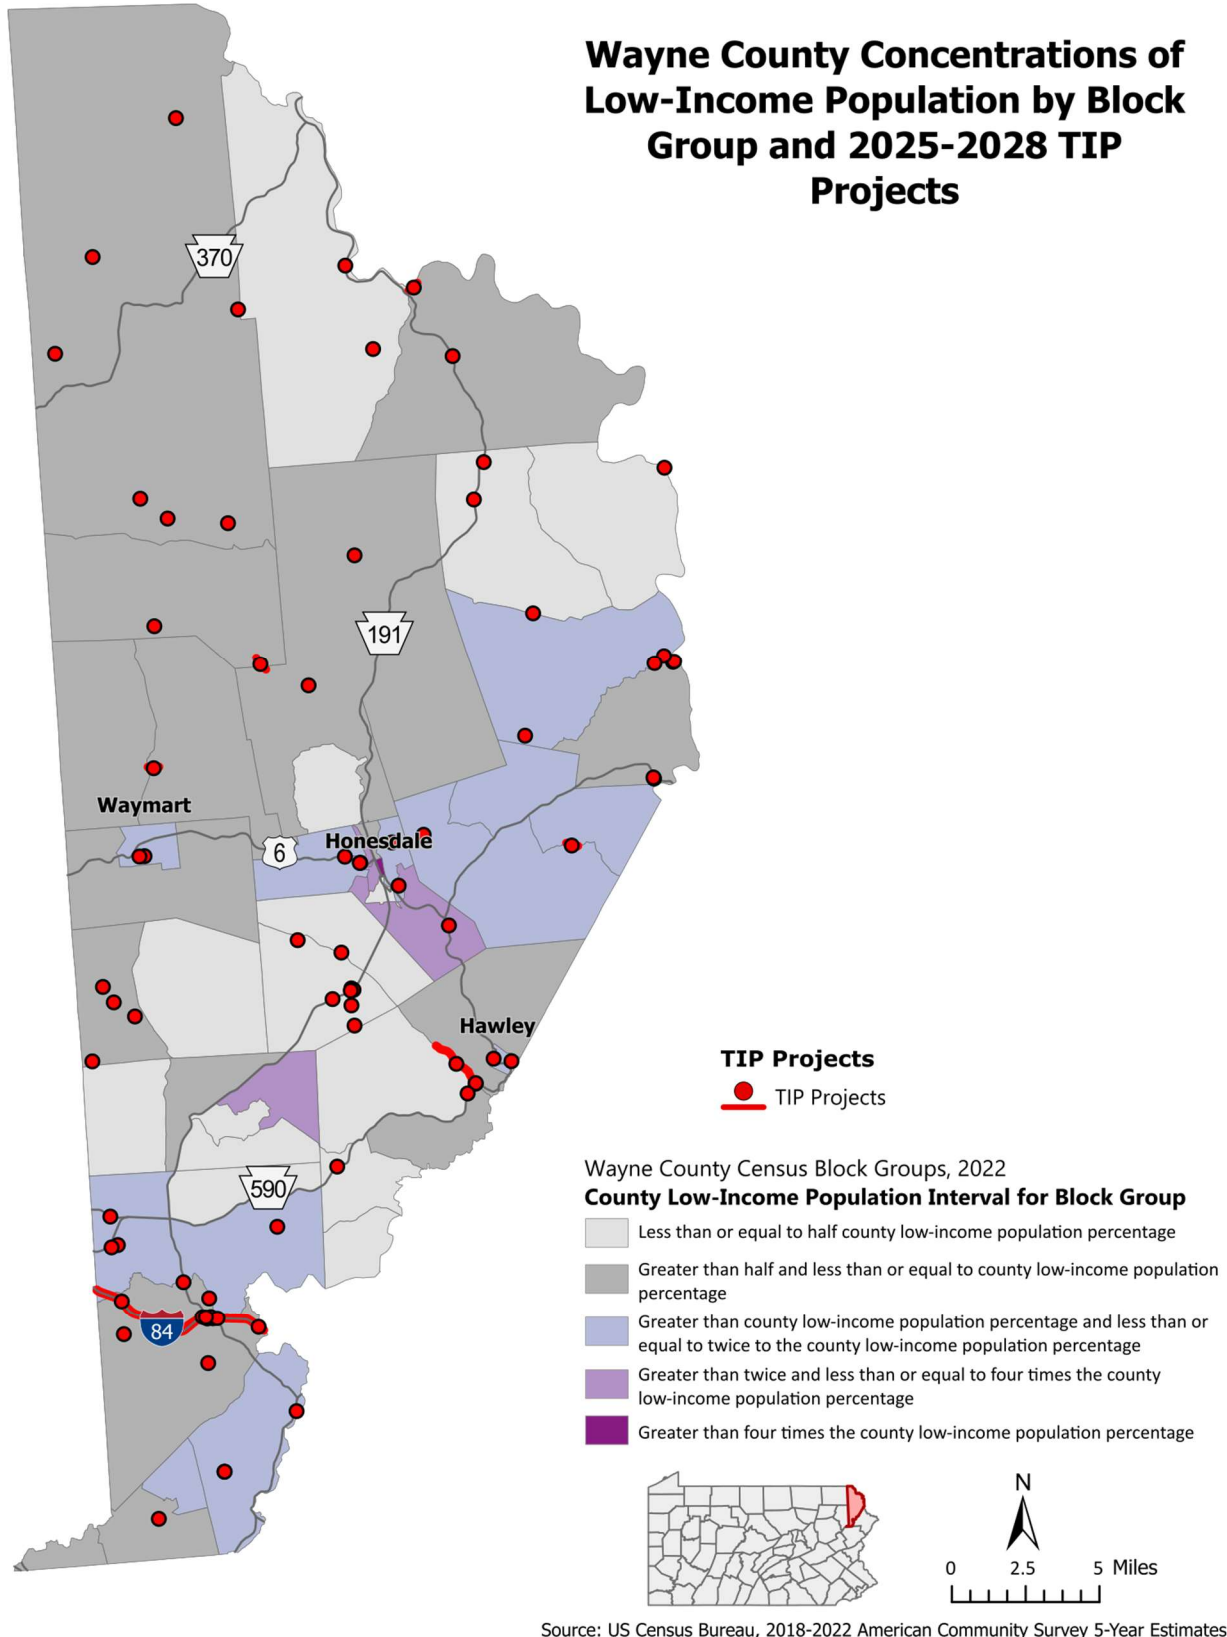 Wayne County Concentrations of
Low-Income Population by Block
Group and 2025-2028 TIP
Projects
370
191
Waymart
6
Honesdale
Hawley
590
84
TIP Projects
TIP Projects
Wayne County Census Block Groups, 2022
County Low-Income Population Interval for Block Group
Less than or equal to half county low-income population percentage
Greater than half and less than or equal to county low-income population
percentage
Greater than county low-income population percentage and less than or
equal to twice to the county low-income population percentage
Greater than twice and less than or equal to four times the county
low-income population percentage
Greater than four times the county low-income population percentage
N
0 2.5 5 Miles
Source: US Census Bureau, 2018-2022 American Community Survey 5-Year Estimates